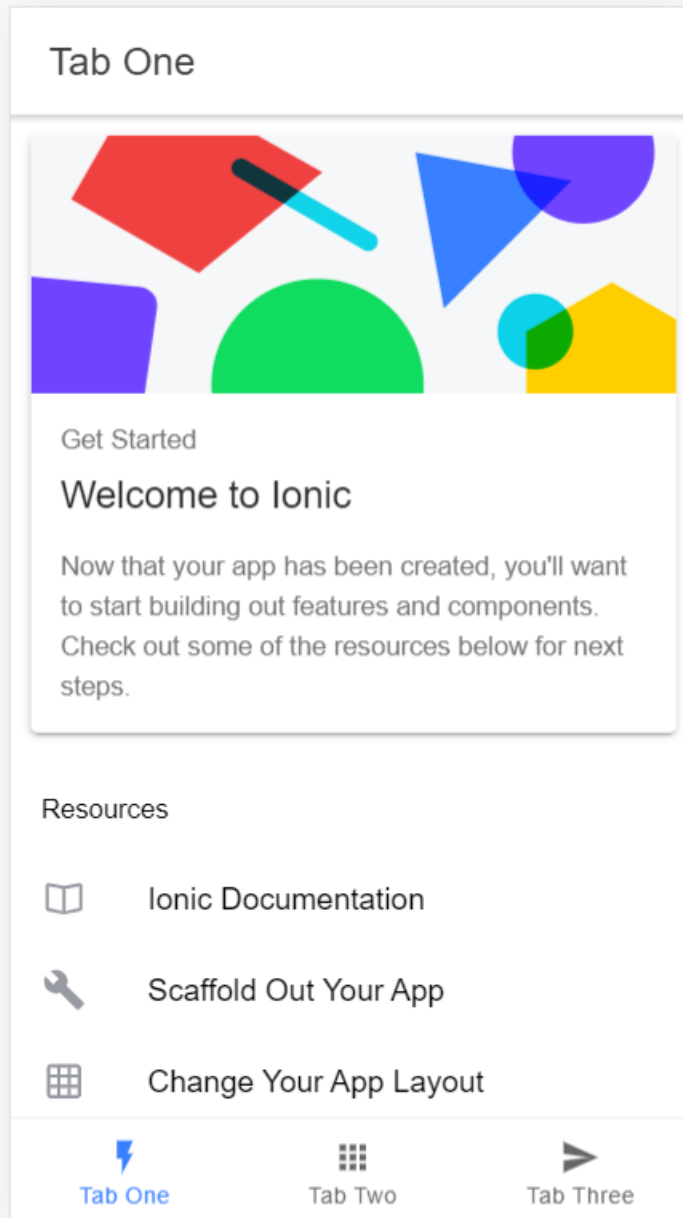 Tab One
Get Started
Welcome to Ionic
Now that your app has been created, you'll want
to start building out features and components.
Check out some of the resources below for next
steps.
Resources
Ionic Documentation
Scaffold Out Your App
Change Your App Layout
Tab One
Tab Two
Tab Three